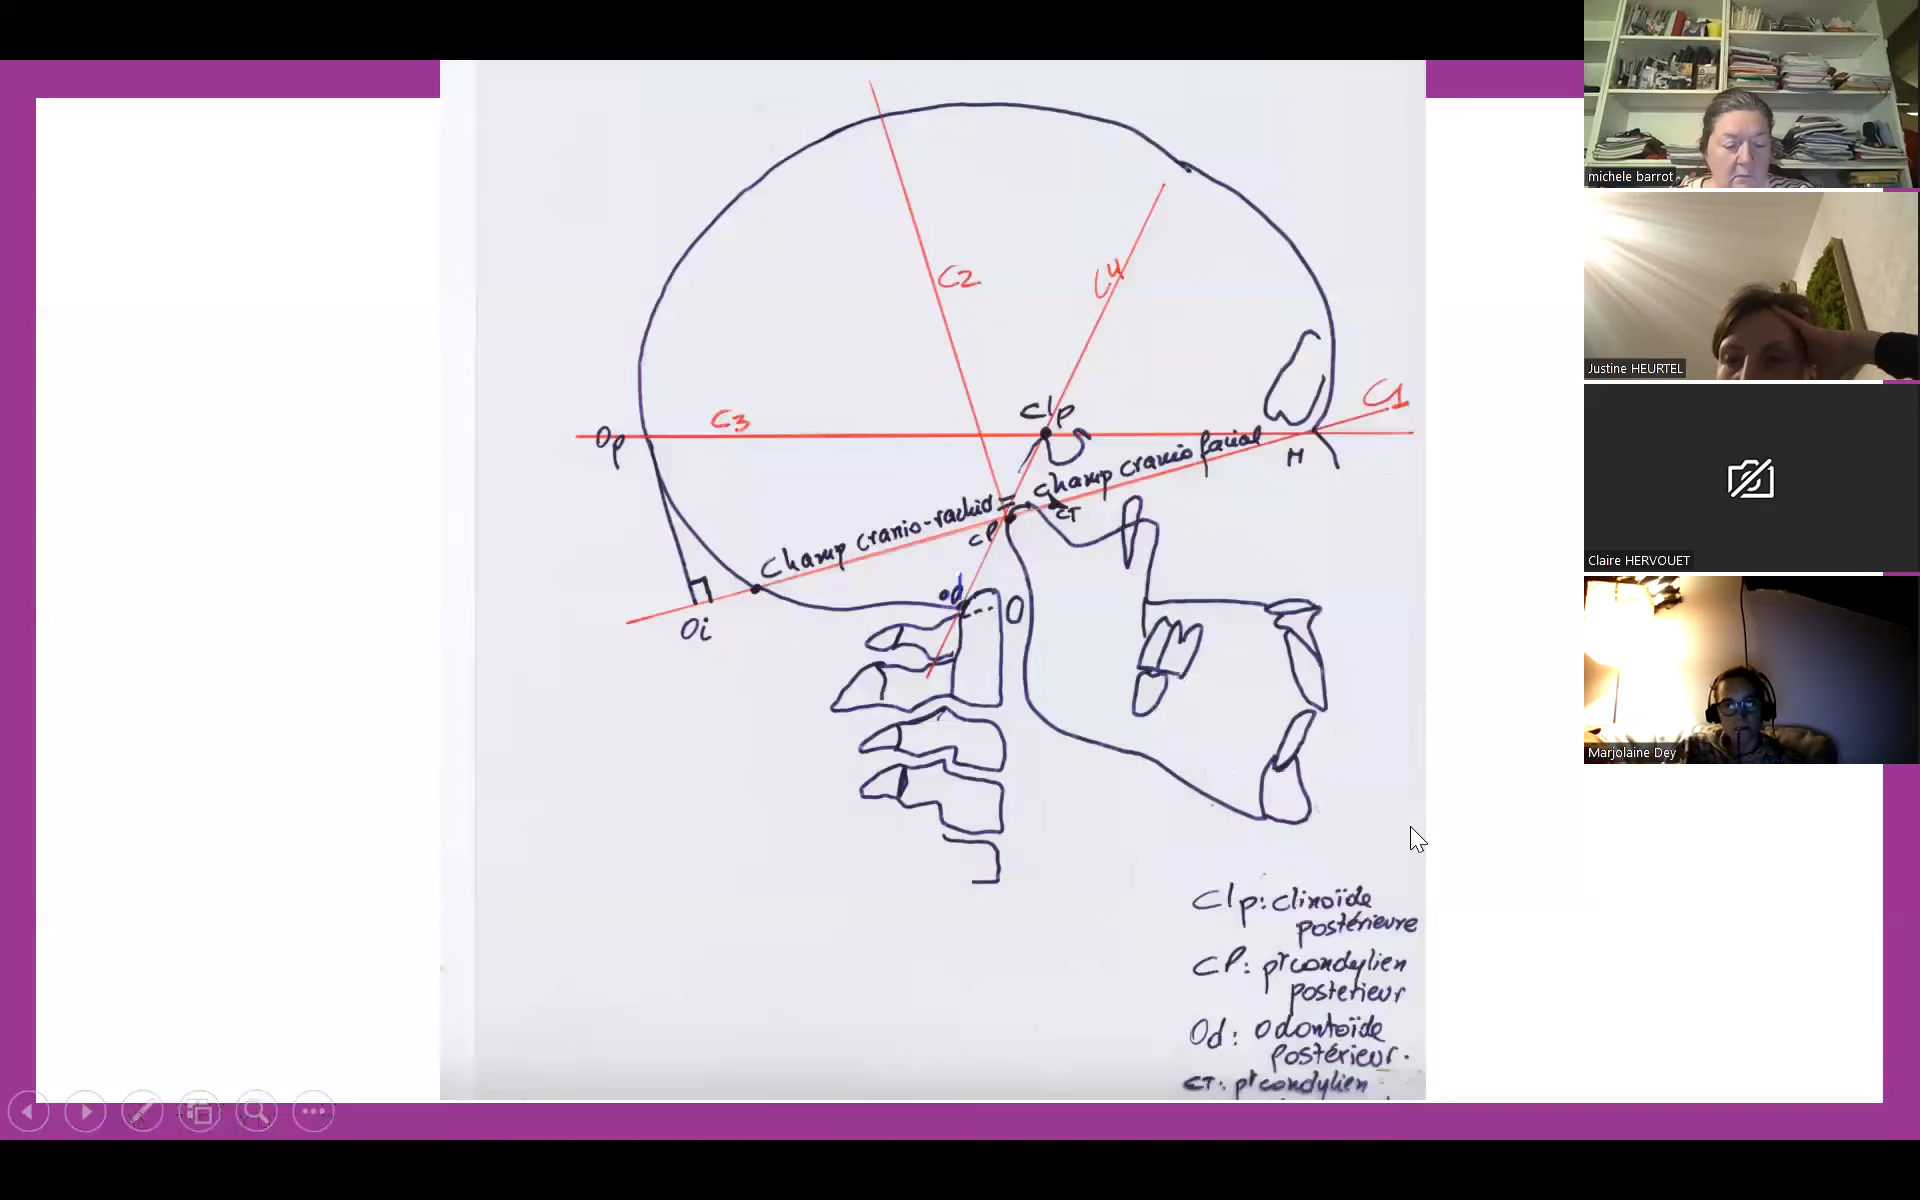 C2
C4
C1
Clp
C3
Op
champ cranio facial
M
champ cranio-rachid
CT
CP
od
O
Oi
Clp: clinoïde
postérieure
CP: pt condylien
posterieur
Od: Odontoïde
postérieur.
CT: pt condylien
michele barrot
Justine HEURTEL
Claire HERVOUET
Marjolaine Dey